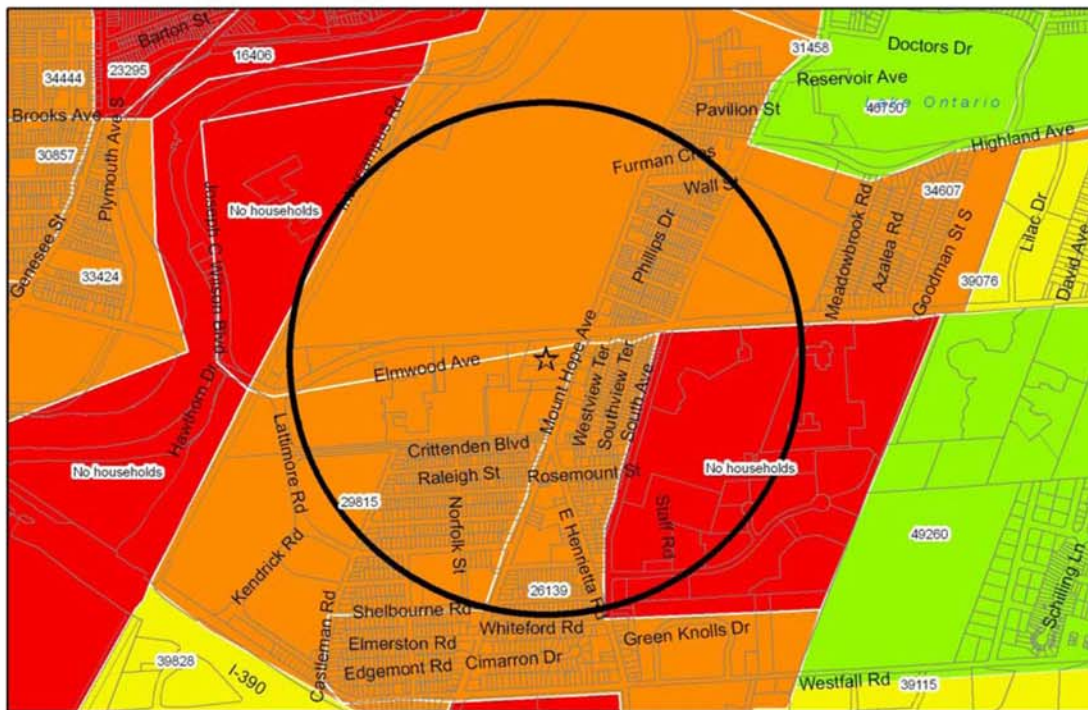 Barton St
16406
31458
Doctors Dr
34444
23295
Reservoir Ave
Lake Ontario
40750
Brooks Ave
Plymouth Ave S
Pavilion St
Highland Ave
30857
Furman Cres
Wall St
34607
No households
Genesee St
Phillips Dr
Meadowbrook Rd
Azalea Rd
Goodman St S
Lilac Dr
David Ave
33424
39076
Hawthorn Dr
Elmwood Ave
Mount Hope Ave
Westview Ter
Southview Ter
South Ave
Lattimore Rd
Crittenden Blvd
Raleigh St
Rosemount St
No households
No households
29815
Norfolk St
E Henrietta Rd
Staff Rd
49260
Kendrick Rd
26139
Schilling Ln
Shelbourne Rd
Whiteford Rd
Green Knolls Dr
Castleman Rd
Elmerston Rd
Edgemont Rd
Cimarron Dr
39828
I-390
Westfall Rd
39115